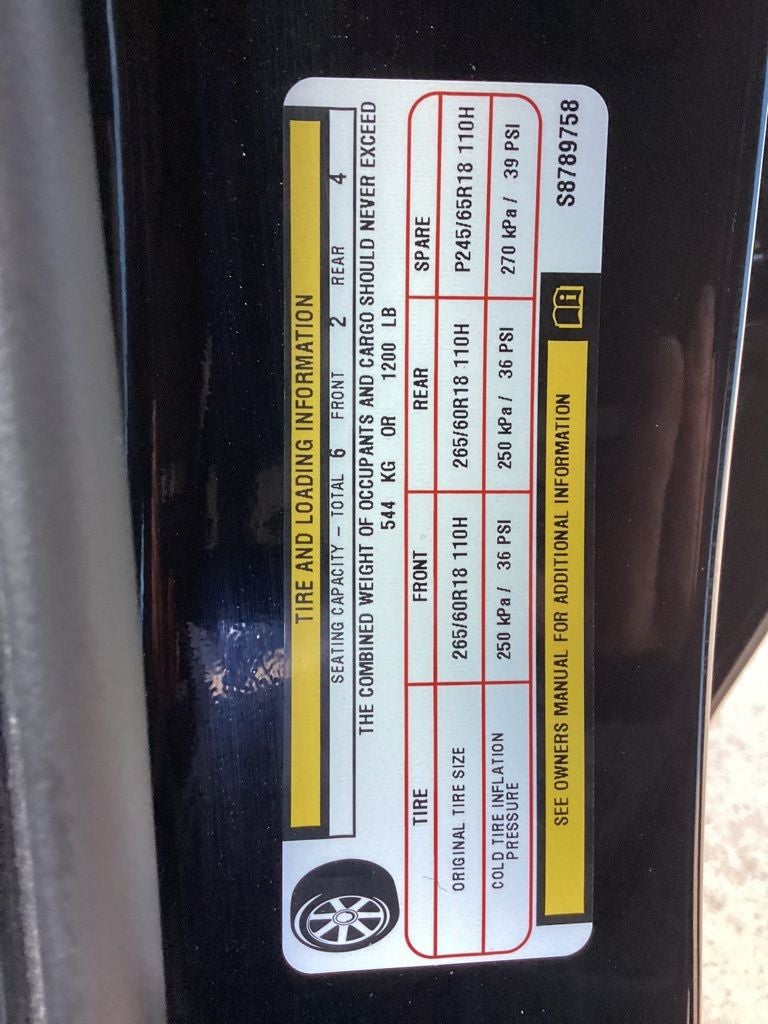 TIRE AND LOADING INFORMATION
SEATING CAPACITY – TOTAL 6 FRONT 2 REAR 4
THE COMBINED WEIGHT OF OCCUPANTS AND CARGO SHOULD NEVER EXCEED
544 KG OR 1200 LB
TIRE FRONT REAR SPARE
ORIGINAL TIRE SIZE 265/60R18 110H 265/60R18 110H P245/65R18 110H
COLD TIRE INFLATION PRESSURE 250 kPa / 36 PSI 250 kPa / 36 PSI 270 kPa / 39 PSI
SEE OWNERS MANUAL FOR ADDITIONAL INFORMATION
S8789758